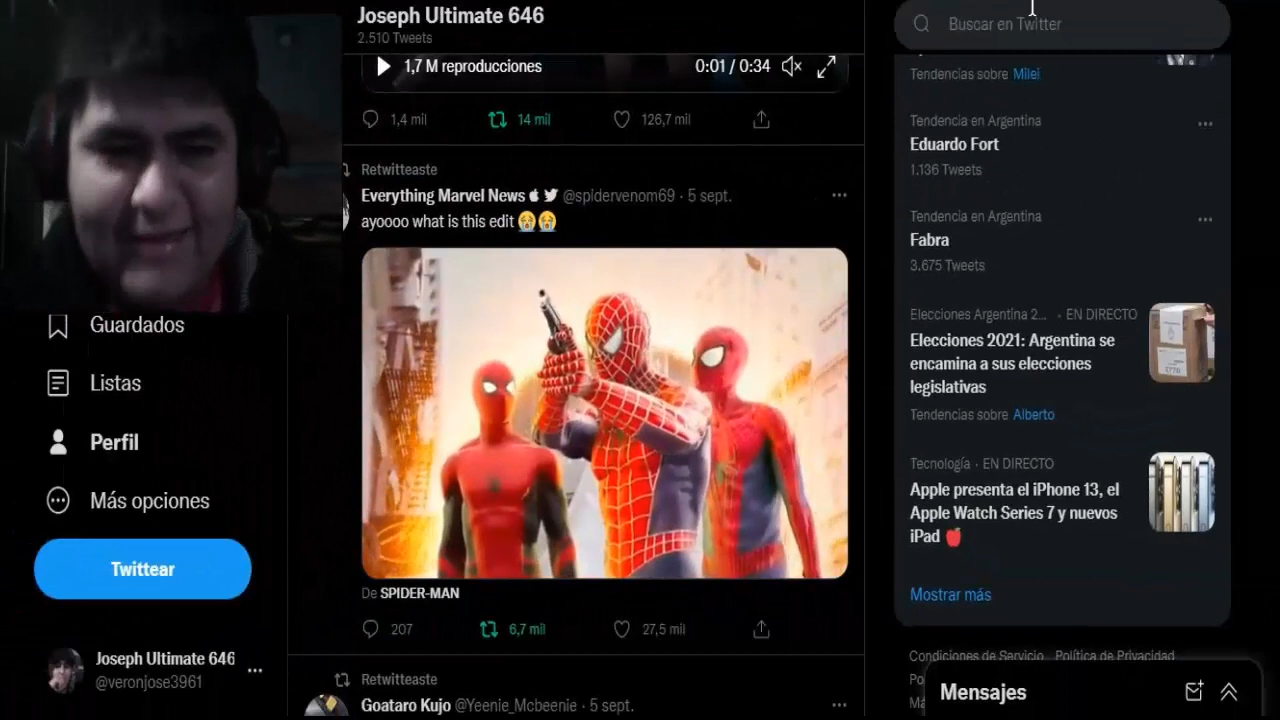 Joseph Ultimate 646
2.510 Tweets
1,7 M reproducciones
0:01 / 0:34
1,4 mil
14 mil
126,7 mil
Retwitteaste
Everything Marvel News @spidervenom69 · 5 sept.
ayoooo what is this edit 😭😭
De SPIDER-MAN
207
6,7 mil
27,5 mil
Retwitteaste
Goataro Kujo @Yeenie_Mcbeenie · 5 sept.
Guardados
Listas
Perfil
Más opciones
Twittear
Joseph Ultimate 646
@veronjose3961
Buscar en Twitter
Tendencias sobre Milei
Tendencia en Argentina
Eduardo Fort
1.136 Tweets
Tendencia en Argentina
Fabra
3.675 Tweets
Elecciones Argentina 2... · EN DIRECTO
Elecciones 2021: Argentina se
encamina a sus elecciones
legislativas
Tendencias sobre Alberto
Tecnología · EN DIRECTO
Apple presenta el iPhone 13, el
Apple Watch Series 7 y nuevos
iPad 🍎
Mostrar más
Condiciones de Servicio Política de Privacidad
Mensajes